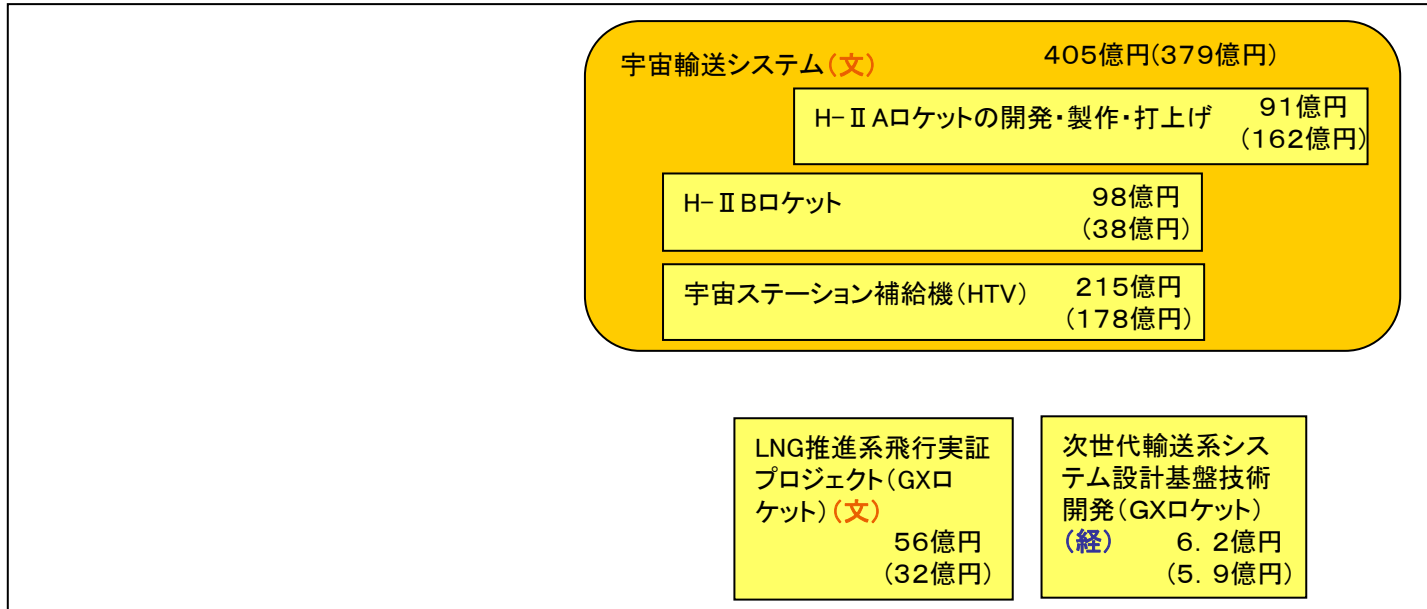 宇宙輸送システム(文) 405億円(379億円)
H-ⅡAロケットの開発・製作・打上げ 91億円
(162億円)
H-ⅡBロケット 98億円
(38億円)
宇宙ステーション補給機(HTV) 215億円
(178億円)
LNG推進系飛行実証
プロジェクト(GXロ
ケット)(文)
56億円
(32億円)
次世代輸送系シス
テム設計基盤技術
開発(GXロケット)
(経) 6.2億円
(5.9億円)